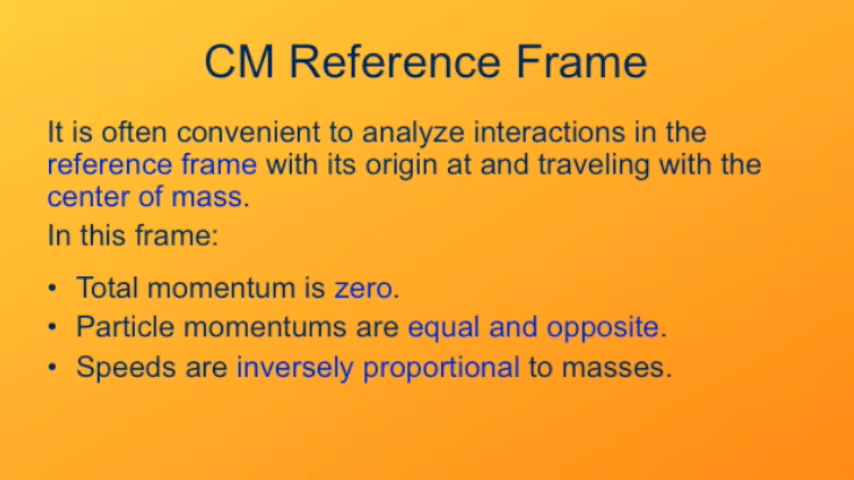 CM Reference Frame
It is often convenient to analyze interactions in the
reference frame with its origin at and traveling with the
center of mass.
In this frame:
• Total momentum is zero.
• Particle momentums are equal and opposite.
• Speeds are inversely proportional to masses.